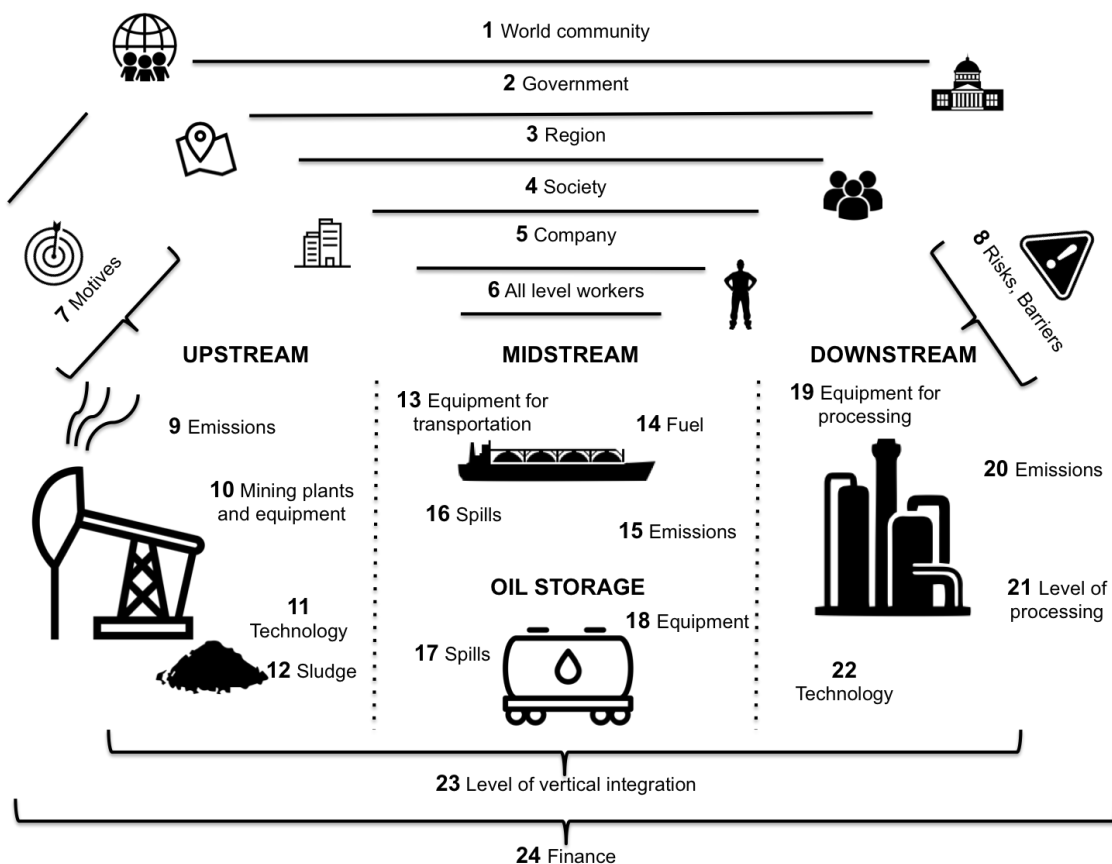 1 World community
2 Government
3 Region
4 Society
5 Company
6 All level workers
7 Motives
8 Risks, Barriers
UPSTREAM
MIDSTREAM
DOWNSTREAM
9 Emissions
10 Mining plants
and equipment
11
Technology
12 Sludge
13 Equipment for
transportation
14 Fuel
16 Spills
15 Emissions
OIL STORAGE
18 Equipment
17 Spills
19 Equipment for
processing
20 Emissions
21 Level of
processing
22
Technology
23 Level of vertical integration
24 Finance